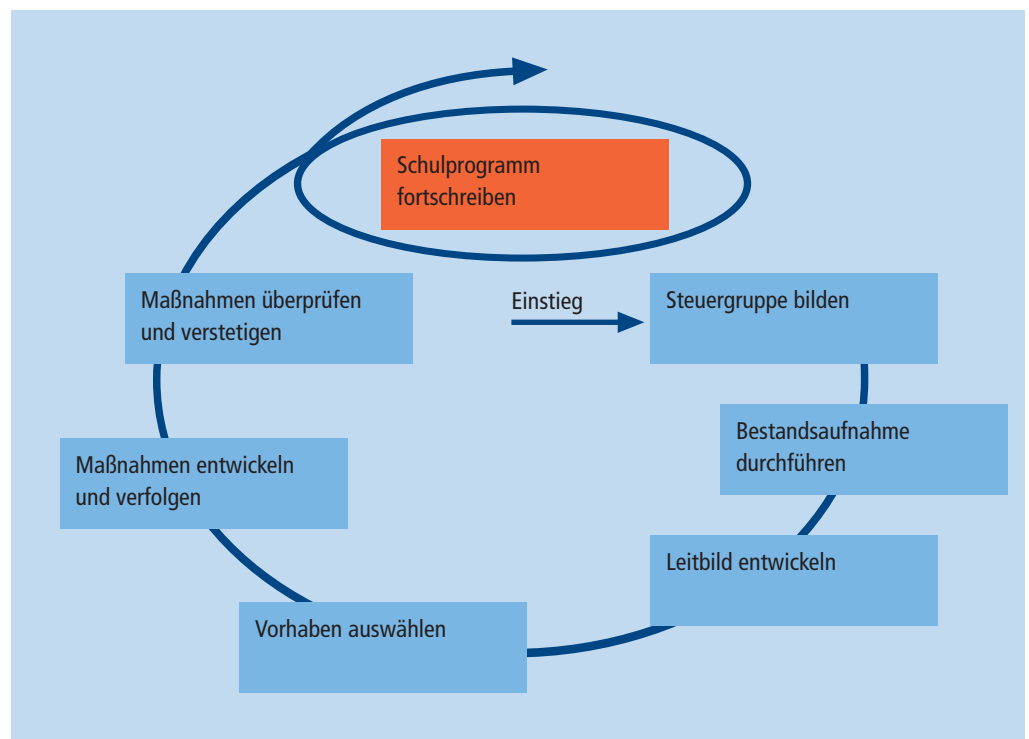 Schulprogramm
fortschreiben
Einstieg
Steuergruppe bilden
Bestandsaufnahme
durchführen
Leitbild entwickeln
Vorhaben auswählen
Maßnahmen entwickeln
und verfolgen
Maßnahmen überprüfen
und verstetigen